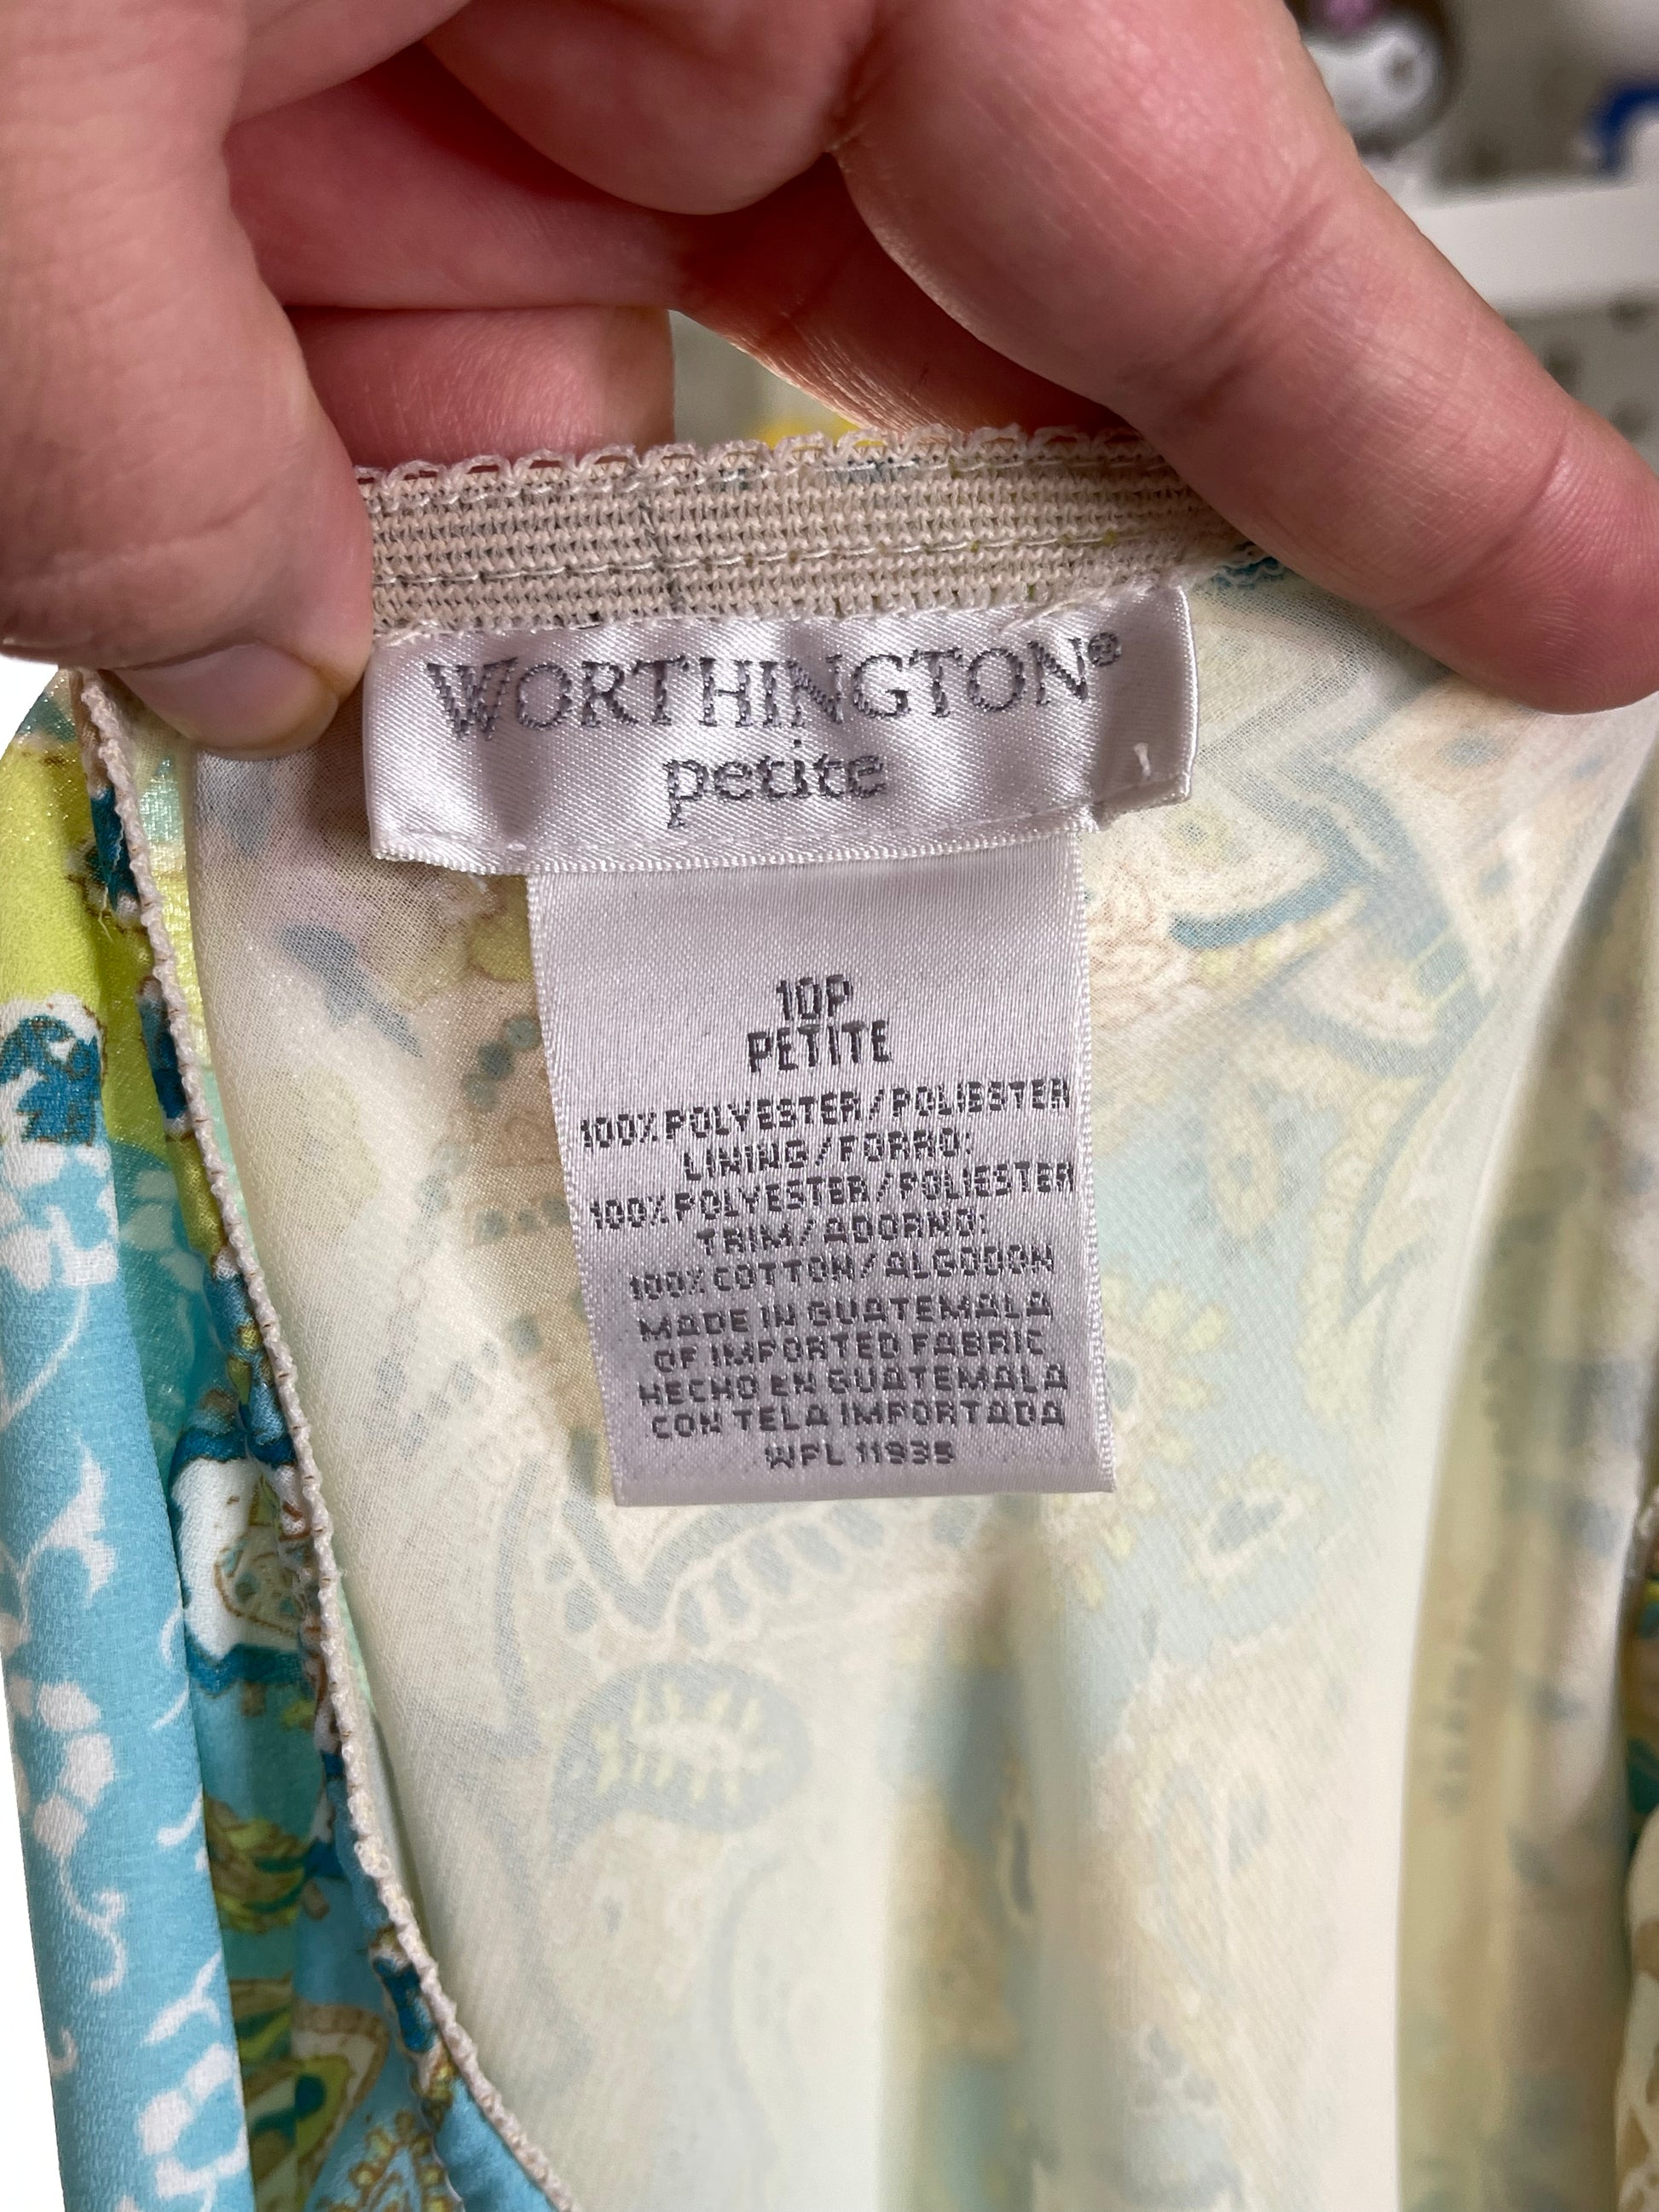 WORTHINGTON®
petite
10P
PETITE
100% POLYESTER/POLIESTER
LINING/FORRO:
100% POLYESTER/POLIESTER
TRIM/ADORNO:
100% COTTON/ALGODON
MADE IN GUATEMALA
OF IMPORTED FABRIC
HECHO EN GUATEMALA
CON TELA IMPORTADA
WPL 11935